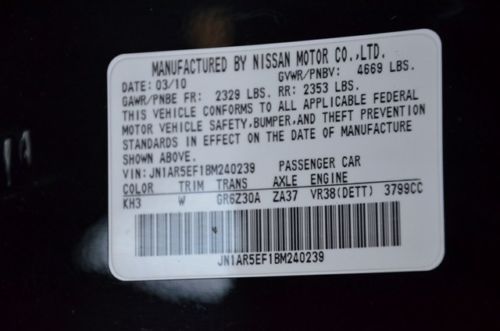 MANUFACTURED BY NISSAN MOTOR CO.,LTD.
DATE: 03/10 GVWR/PNBV: 4669 LBS.
GAWR/PNBE FR: 2329 LBS. RR: 2353 LBS.
THIS VEHICLE CONFORMS TO ALL APPLICABLE FEDERAL
MOTOR VEHICLE SAFETY, BUMPER, AND THEFT PREVENTION
STANDARDS IN EFFECT ON THE DATE OF MANUFACTURE
SHOWN ABOVE.
VIN: JN1AR5EF1BM240239 PASSENGER CAR
COLOR TRIM TRANS AXLE ENGINE
KH3 W GR6Z30A ZA37 VR38(DETT) 3799CC
JN1AR5EF1BM240239